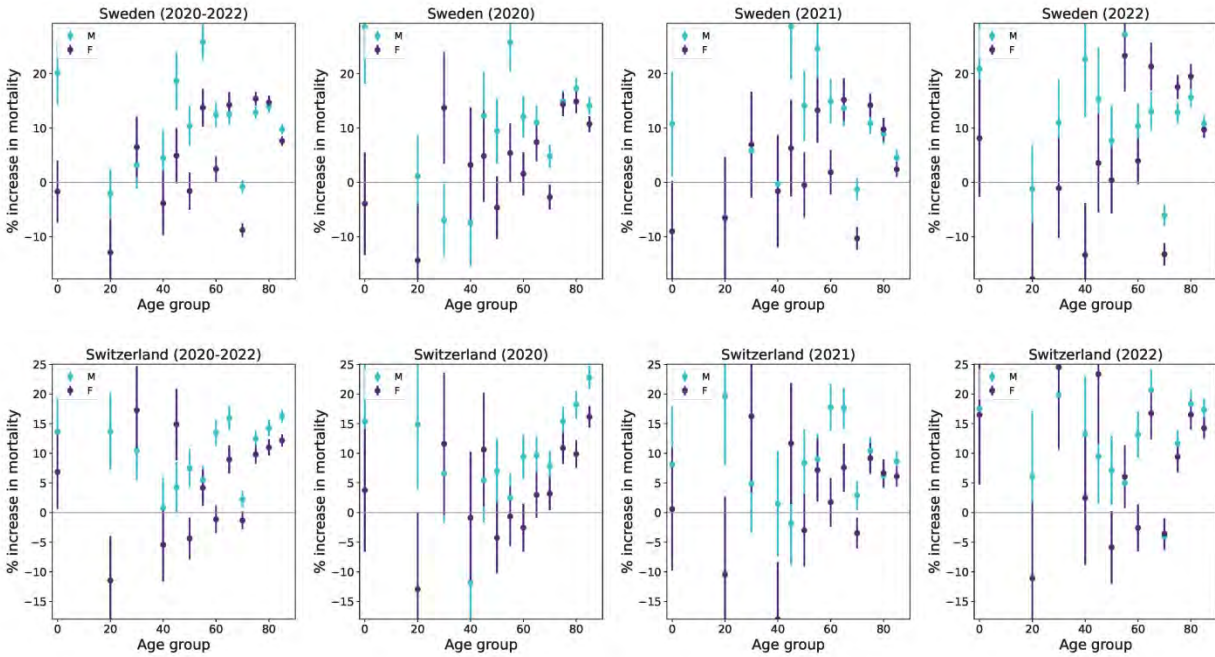 Sweden (2020-2022)
M
F
% increase in mortality
20
10
0
−10
0 20 40 60 80
Age group
Sweden (2020)
M
F
% increase in mortality
20
10
0
−10
0 20 40 60 80
Age group
Sweden (2021)
M
F
% increase in mortality
20
10
0
−10
0 20 40 60 80
Age group
Sweden (2022)
M
F
% increase in mortality
20
10
0
−10
0 20 40 60 80
Age group
Switzerland (2020-2022)
M
F
% increase in mortality
25
20
15
10
5
0
−5
−10
−15
0 20 40 60 80
Age group
Switzerland (2020)
M
F
% increase in mortality
25
20
15
10
5
0
−5
−10
−15
0 20 40 60 80
Age group
Switzerland (2021)
M
F
% increase in mortality
25
20
15
10
5
0
−5
−10
−15
0 20 40 60 80
Age group
Switzerland (2022)
M
F
% increase in mortality
25
20
15
10
5
0
−5
−10
−15
0 20 40 60 80
Age group